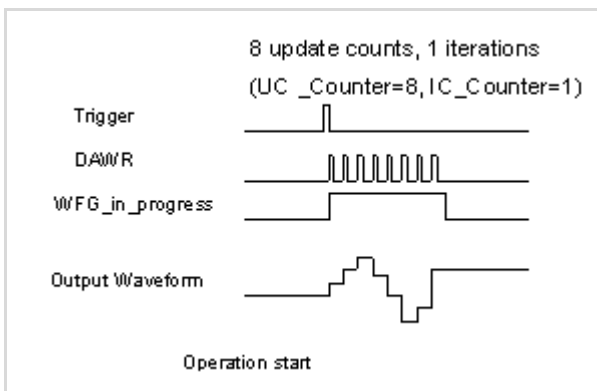 8 update counts, 1 iterations
(UC _Counter=8, IC_Counter=1)
Trigger
DAWR
WFG_in_progress
Output Waveform
Operation start